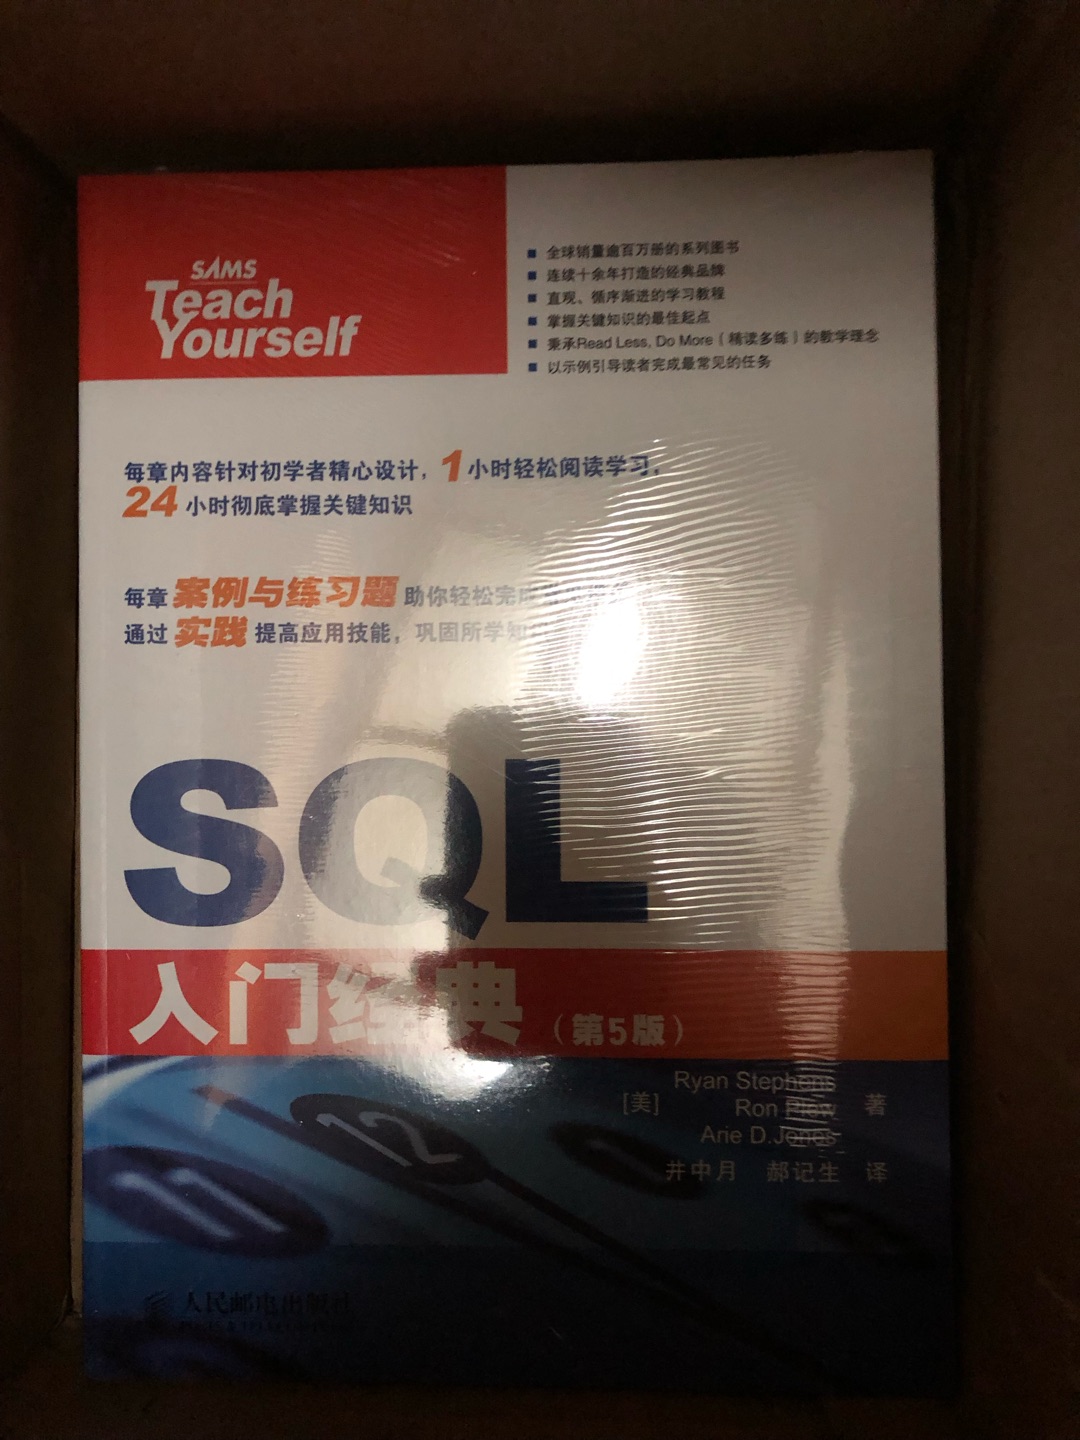 SAMS
Teach
Yourself
全球销量逾百万册的系列图书
连续十余年打造的经典品牌
直观、循序渐进的学习教程
掌握关键知识的最佳起点
秉承Read Less, Do More（精读多练）的教学理念
以示例引导读者完成最常见的任务
每章内容针对初学者精心设计，1小时轻松阅读学习，
24小时彻底掌握关键知识
每章案例与练习题助你轻松完成
通过实践提高应用技能，巩固所学知识
SQL
入门经典（第5版）
Ryan Stephens
[美] Ron Plew 著
Arie D.Jones
井中月 郝记生 译
12
11
人民邮电出版社